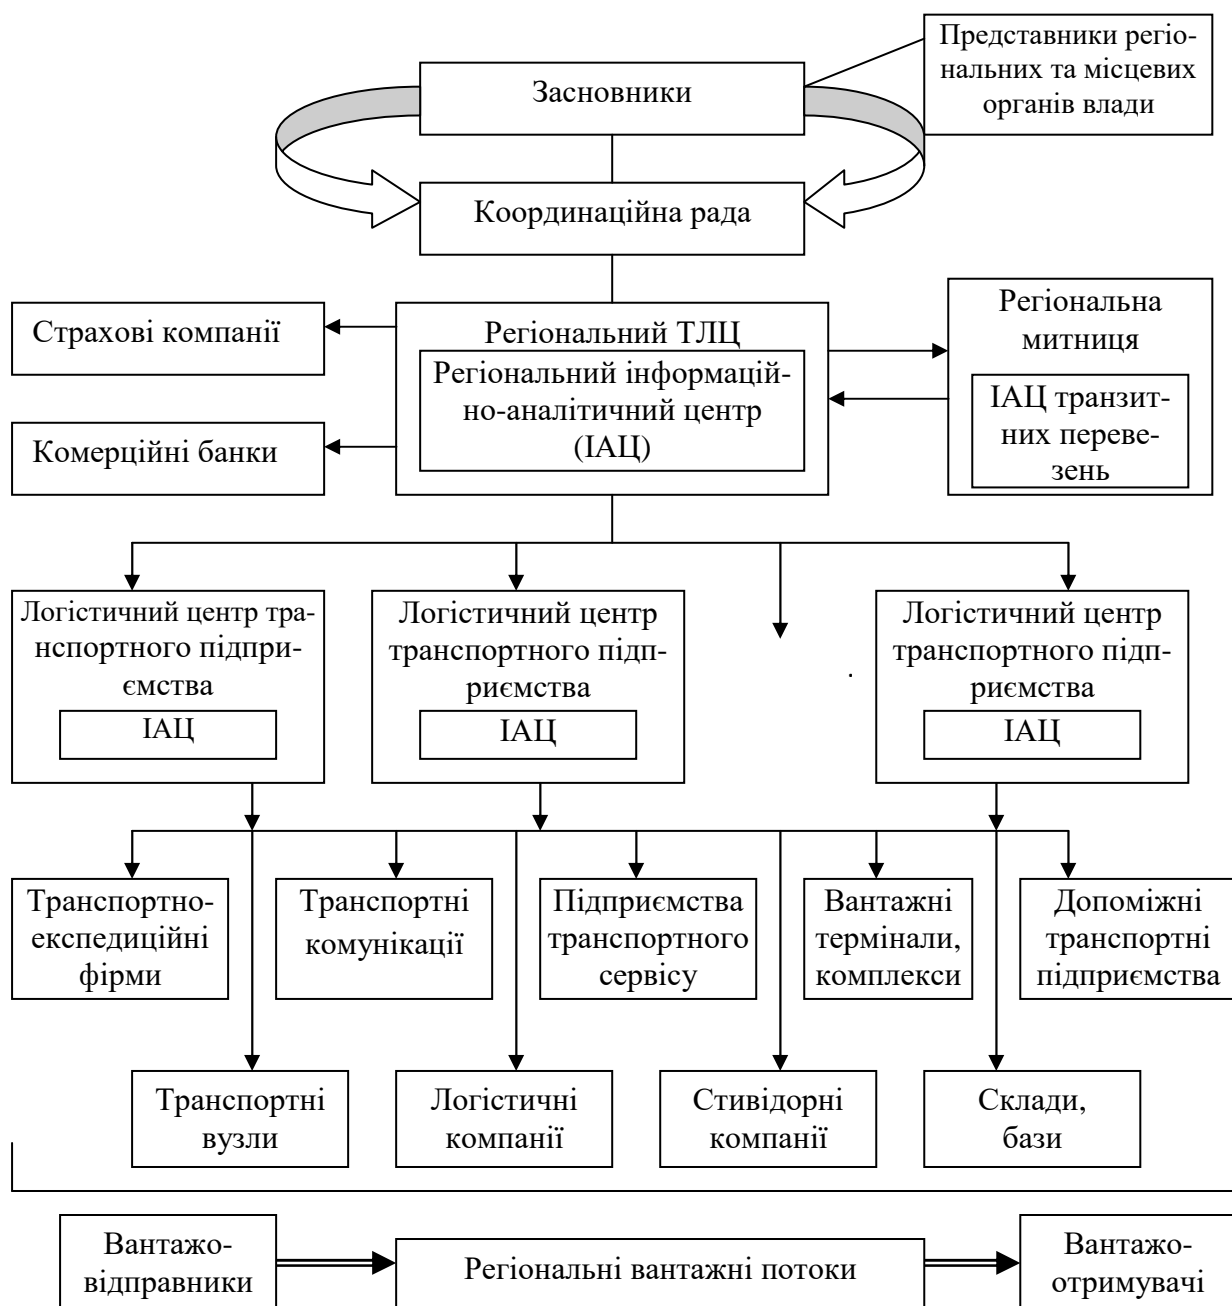 Представники регіо-
нальних та місцевих
органів влади
Засновники
Координаційна рада
Страхові компанії
Регіональний ТЛЦ
Регіональний інформацій-
но-аналітичний центр
(ІАЦ)
Регіональна
митниця
ІАЦ транзит-
них переве-
зень
Комерційні банки
Логістичний центр тра-
нспортного підпри-
ємства
ІАЦ
Логістичний центр
транспортного підп-
риємства
ІАЦ
.
Логістичний центр
транспортного підп-
риємства
ІАЦ
Транспортно-
експедиційні
фірми
Транспортні
комунікації
Підприємства
транспортного
сервісу
Вантажні
термінали,
комплекси
Допоміжні
транспортні
підприємства
Транспортні
вузли
Логістичні
компанії
Стивідорні
компанії
Склади,
бази
Вантажо-
відправники
Регіональні вантажні потоки
Вантажо-
отримувачі